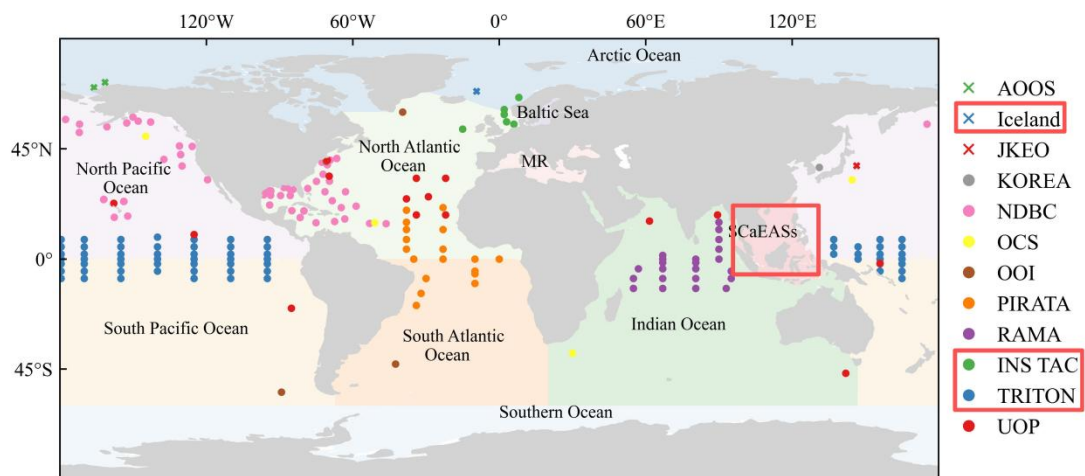 120°W 60°W 0° 60°E 120°E
Arctic Ocean
Baltic Sea
45°N
North Pacific
Ocean
North Atlantic
Ocean
MR
SCaEASs
0°
South Pacific Ocean
South Atlantic
Ocean
Indian Ocean
45°S
Southern Ocean
AOOS
Iceland
JKEO
KOREA
NDBC
OCS
OOI
PIRATA
RAMA
INS TAC
TRITON
UOP